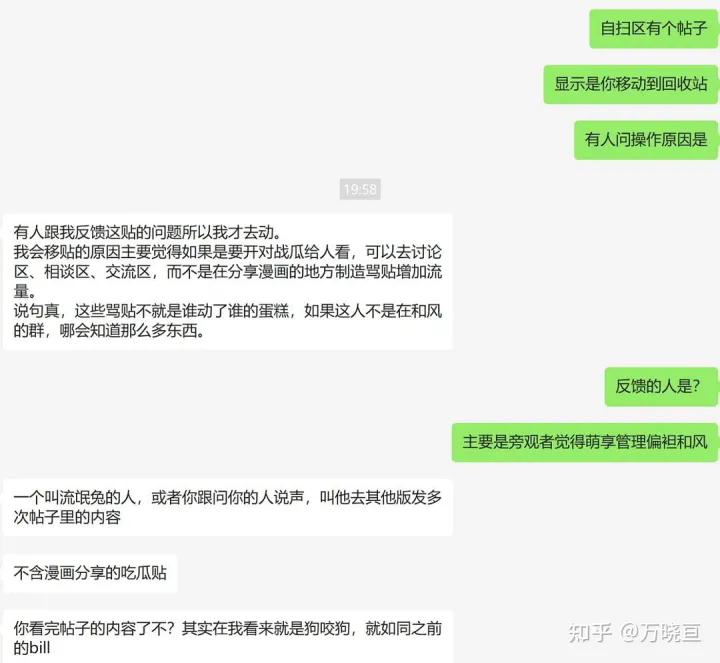 自扫区有个帖子
显示是你移动到回收站
有人问操作原因是
19:58
有人跟我反馈这贴的问题所以我才去动。
我会移贴的原因主要觉得如果是要开对战瓜给人看，可以去讨论
区、相谈区、交流区，而不是在分享漫画的地方制造骂贴增加流
量。
说句真，这些骂贴不就是谁动了谁的蛋糕，如果这人不是在和风
的群，哪会知道那么多东西。
反馈的人是？
主要是旁观者觉得萌享管理偏袒和风
一个叫流氓兔的人，或者你跟问你的人说声，叫他去其他版发多
次帖子里的内容
不含漫画分享的吃瓜贴
你看完帖子的内容了不？其实在我看来就是狗咬狗，就如同之前
的bill
知乎 @万晓亘